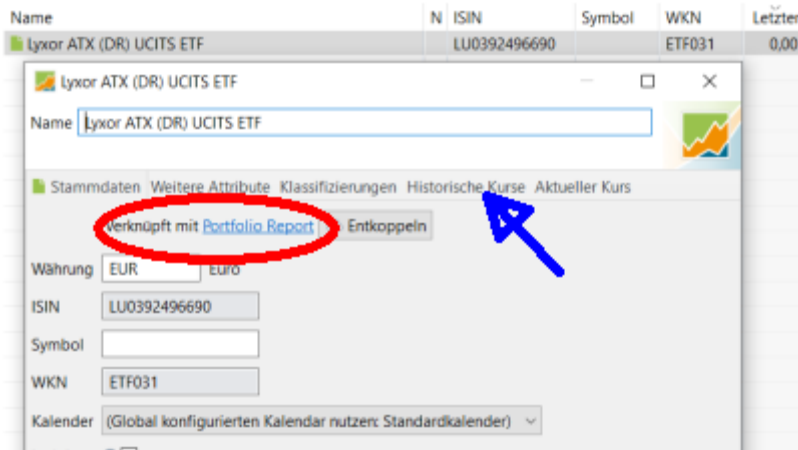 Name N ISIN Symbol WKN Letzter
Lyxor ATX (DR) UCITS ETF LU0392496690 ETF031 0,00
Lyxor ATX (DR) UCITS ETF
Name Lyxor ATX (DR) UCITS ETF
Stammdaten Weitere Attribute Klassifizierungen Historische Kurse Aktueller Kurs
Verknüpft mit Portfolio Report Entkoppeln
Währung EUR Euro
ISIN LU0392496690
Symbol
WKN ETF031
Kalender (Global konfigurierten Kalendar nutzen: Standardkalender)